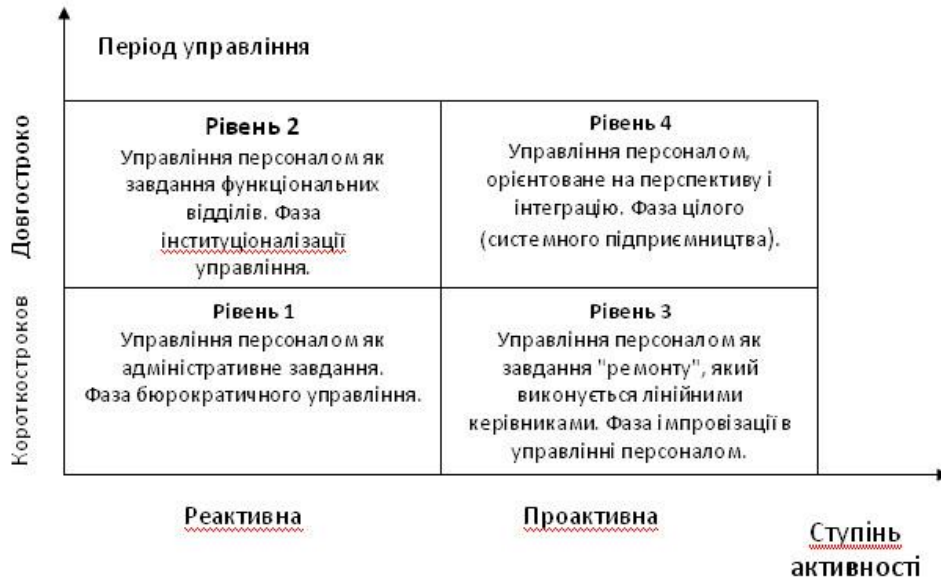 Період управління
Довгостроко
Рівень 2
Управління персоналом як
завдання функціональних
відділів. Фаза
інституціоналізації
управління.
Рівень 4
Управління персоналом,
орієнтоване на перспективу і
інтеграцію. Фаза цілого
(системного підприємництва).
Короткостроков
Рівень 1
Управління персоналом як
адміністративне завдання.
Фаза бюрократичного управління.
Рівень 3
Управління персоналом як
завдання "ремонту", який
виконується лінійними
керівниками. Фаза імпровізації в
управлінні персоналом.
Реактивна
Проактивна
Ступінь
активності